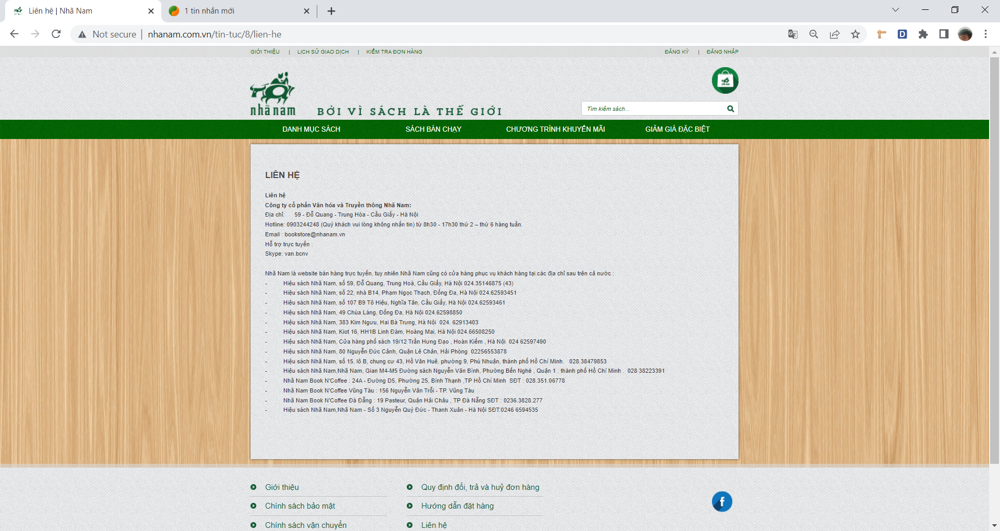 Liên hệ | Nhã Nam
1 tin nhắn mới
Not secure | nhanam.com.vn/tin-tuc/8/lien-he
GIỚI THIỆU | LỊCH SỬ GIAO DỊCH | KIỂM TRA ĐƠN HÀNG
ĐĂNG KÝ | ĐĂNG NHẬP
nhã nam
BỞI VÌ SÁCH LÀ THẾ GIỚI
Tìm kiếm sách...
DANH MỤC SÁCH
SÁCH BÁN CHẠY
CHƯƠNG TRÌNH KHUYẾN MÃI
GIẢM GIÁ ĐẶC BIỆT
LIÊN HỆ
Liên hệ
Công ty cổ phần Văn hóa và Truyền thông Nhã Nam:
Địa chỉ: 59 - Đỗ Quang - Trung Hòa - Cầu Giấy - Hà Nội
Hotline: 0903244248 (Quý khách vui lòng không nhắn tin) từ 8h30 - 17h30 thứ 2 – thứ 6 hàng tuần.
Email : bookstore@nhanam.vn
Hỗ trợ trực tuyến :
Skype: van.bcnv
Nhã Nam là website bán hàng trực tuyến, tuy nhiên Nhã Nam cũng có cửa hàng phục vụ khách hàng tại các địa chỉ sau trên cả nước :
- Hiệu sách Nhã Nam, số 59, Đỗ Quang, Trung Hoà, Cầu Giấy, Hà Nội 024.35146875 (43)
- Hiệu sách Nhã Nam, số 22, nhà B14, Phạm Ngọc Thạch, Đống Đa, Hà Nội 024.62593451
- Hiệu sách Nhã Nam, số 107 B9 Tô Hiệu, Nghĩa Tân, Cầu Giấy, Hà Nội 024.62593461
- Hiệu sách Nhã Nam, 49 Chùa Láng, Đống Đa, Hà Nội 024.62598850
- Hiệu sách Nhã Nam, 383 Kim Ngưu, Hai Bà Trưng, Hà Nội 024. 62913403
- Hiệu sách Nhã Nam, Kiot 16, HH1B Linh Đàm, Hoàng Mai, Hà Nội 024.66508250
- Hiệu sách Nhã Nam, Cửa hàng phố sách 19/12 Trần Hưng Đạo , Hoàn Kiếm , Hà Nội 024 62597490
- Hiệu sách Nhã Nam, 80 Nguyễn Đức Cảnh, Quận Lê Chân, Hải Phòng 02256553878
- Hiệu sách Nhã Nam, số 15, lô B, chung cư 43, Hồ Văn Huê, phường 9, Phú Nhuận, thành phố Hồ Chí Minh. 028.38479853
- Hiệu sách Nhã Nam,Nhã Nam, Gian M4-M5 Đường sách Nguyễn Văn Bình, Phường Bến Nghé , Quận 1 . thành phố Hồ Chí Minh . 028 38223391
- Nhã Nam Book N'Coffee : 24A - Đường D5, Phường 25, Bình Thạnh ,TP Hồ Chí Minh SĐT : 028.351.06778
- Nhã Nam Book N'Coffee Vũng Tàu : 156 Nguyễn Văn Trỗi - TP. Vũng Tàu
- Nhã Nam Book N'Coffee Đà Đẵng : 19 Pasteur, Quận Hải Châu , TP Đà Nẵng SĐT : 0236.3828.277
- Hiệu sách Nhã Nam,Nhã Nam - Số 3 Nguyễn Quý Đức - Thanh Xuân - Hà Nội SĐT:0246 6594535
Giới thiệu
Quy định đổi, trả và huỷ đơn hàng
Chính sách bảo mật
Hướng dẫn đặt hàng
Chính sách vận chuyển
Liên hệ